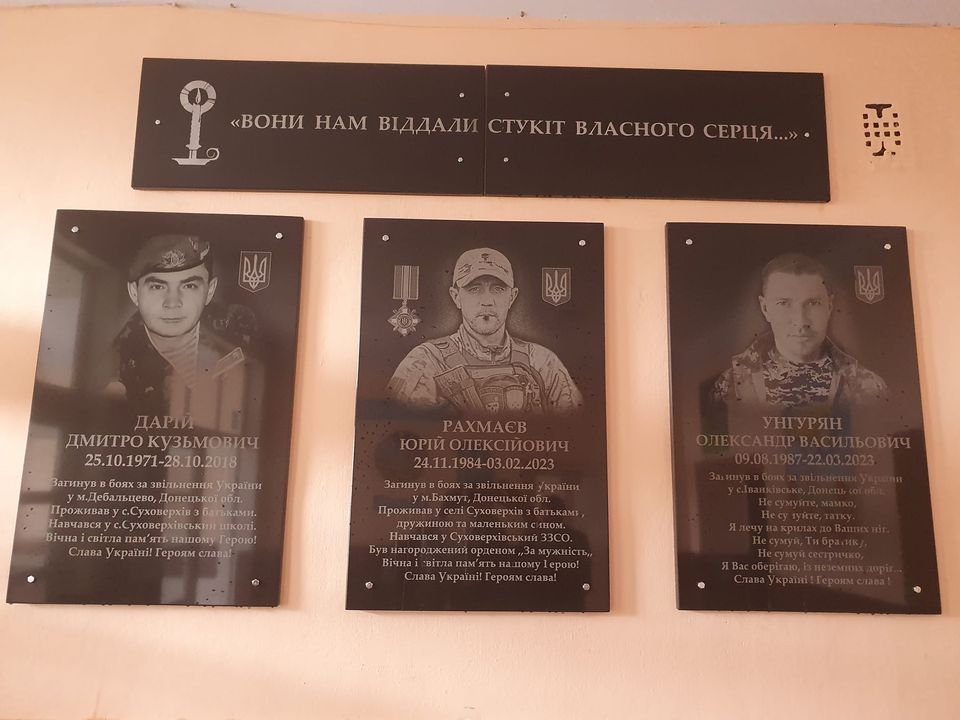 «ВОНИ НАМ ВІДДАЛИ СТУКІТ ВЛАСНОГО СЕРЦЯ...»
ДАРІЙ
ДМИТРО КУЗЬМОВИЧ
25.10.1971-28.10.2018
Загинув в боях за звільнення України
у м.Дебальцево, Донецької обл.
Проживав у с.Суховерхів з батьками.
Навчався у с.Суховерхівський школі.
Вічна і світла пам'ять нашому Герою!
Слава Україні! Героям слава!
РАХМАЄВ
ЮРІЙ ОЛЕКСІЙОВИЧ
24.11.1984-03.02.2023
Загинув в боях за звільнення України
у м.Бахмут, Донецької обл.
Проживав у селі Суховерхів з батьками,
дружиною та маленьким сином.
Навчався у Суховерхівський ЗЗСО.
Був нагороджений орденом „За мужність„
Вічна і світла пам'ять нашому Герою!
Слава Україні! Героям слава!
УНГУРЯН
ОЛЕКСАНДР ВАСИЛЬОВИЧ
09.08.1987-22.03.2023
Загинув в боях за звільнення України
у с.Іванківське, Донецької обл.
Не сумуйте, мамко,
Не сумуйте, татку.
Я лечу на крилах до Ваших ніг.
Не сумуй, Ти братику,
Не сумуй сестричко,
Я Вас оберігаю, із неземних доріг...
Слава Україні ! Героям слава !